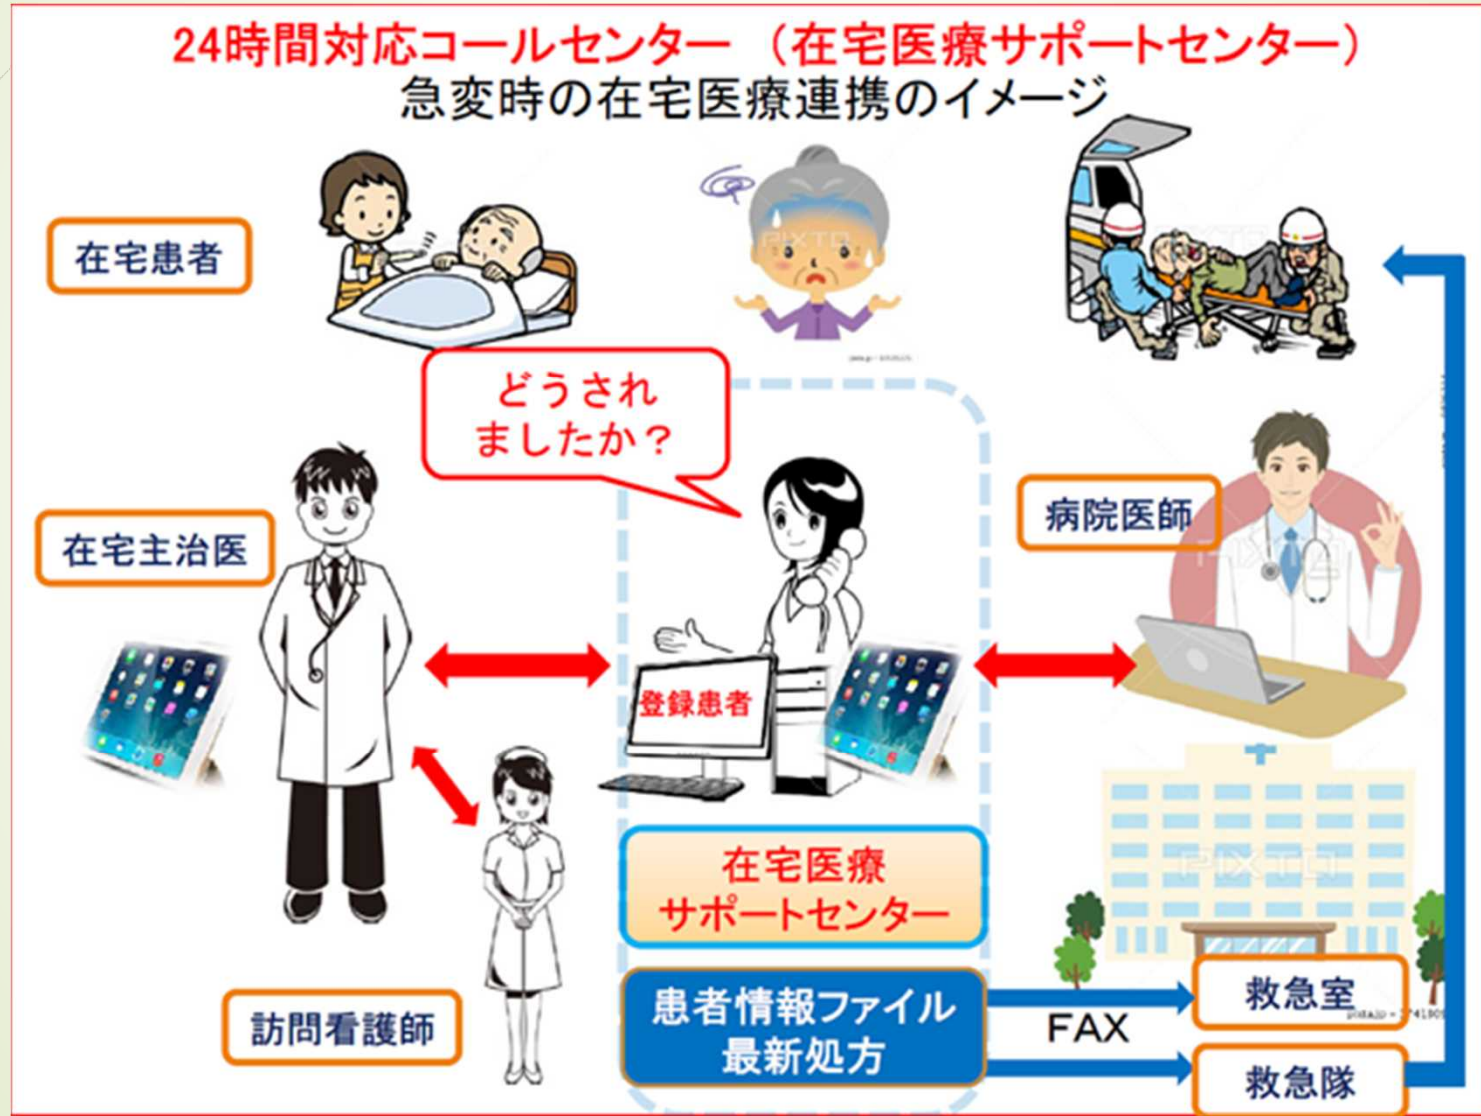 24時間対応コールセンター （在宅医療サポートセンター）
急変時の在宅医療連携のイメージ
在宅患者
PIXTA
どうされ
ましたか？
在宅主治医
病院医師
PIXTA
登録患者
PIXTA
在宅医療
サポートセンター
訪問看護師
患者情報ファイル
最新処方
FAX
救急室
救急隊